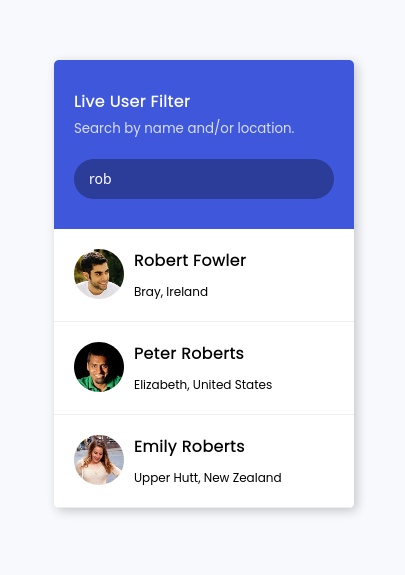 Live User Filter
Search by name and/or location.
rob
Robert Fowler
Bray, Ireland
Peter Roberts
Elizabeth, United States
Emily Roberts
Upper Hutt, New Zealand